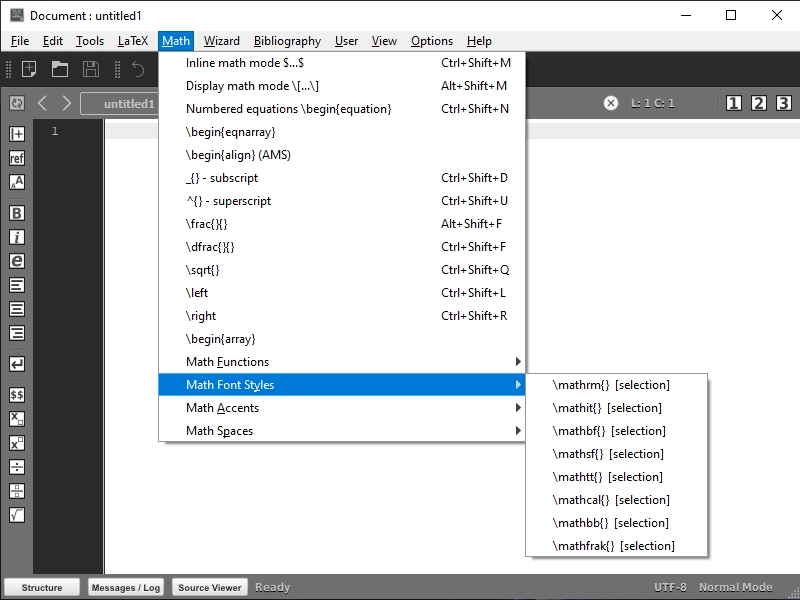 Document : untitled1
File Edit Tools LaTeX Math Wizard Bibliography User View Options Help
Inline math mode $...$ Ctrl+Shift+M
Display math mode \[...\] Alt+Shift+M
untitled1
L: 1 C: 1
1 2 3
Numbered equations \begin{equation} Ctrl+Shift+N
1
\begin{eqnarray}
ref
\begin{align} (AMS)
_{} - subscript Ctrl+Shift+D
^{} - superscript Ctrl+Shift+U
B
\frac{}{} Alt+Shift+F
i
\dfrac{}{} Ctrl+Shift+F
e
\sqrt{} Ctrl+Shift+Q
\left Ctrl+Shift+L
\right Ctrl+Shift+R
\begin{array}
Math Functions
Math Font Styles
Math Accents
Math Spaces
\mathrm{} [selection]
\mathit{} [selection]
\mathbf{} [selection]
\mathsf{} [selection]
\mathtt{} [selection]
\mathcal{} [selection]
\mathbb{} [selection]
\mathfrak{} [selection]
$$
Structure Messages / Log Source Viewer Ready UTF-8 Normal Mode